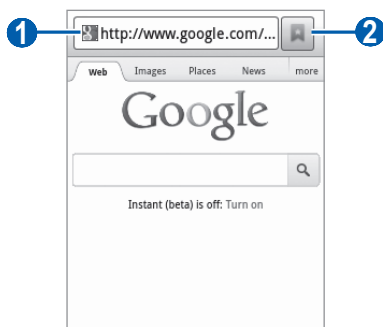 1 http://www.google.com/... 2
Web Images Places News more
Google
Instant (beta) is off: Turn on